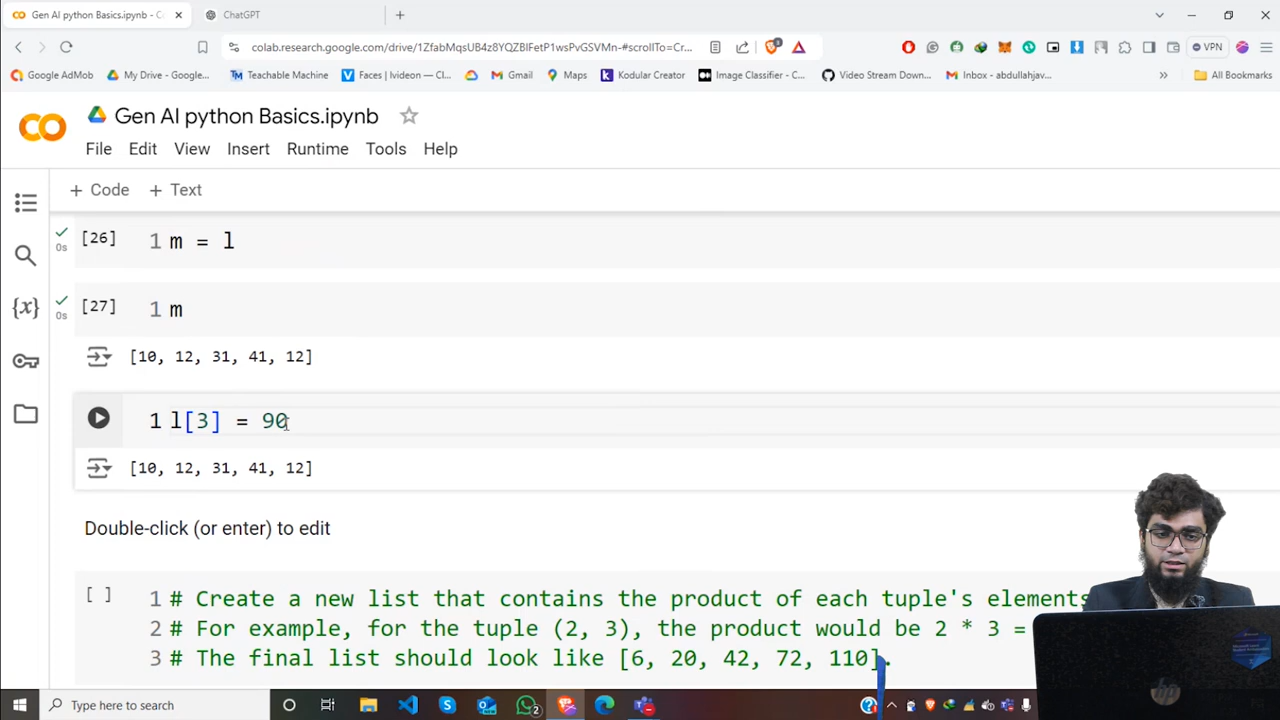 Gen AI python Basics.ipynb - Co
ChatGPT
colab.research.google.com/drive/1ZfabMqsUB4z8YQZBlFetP1wsPvGSVMn-#scrollTo=Cr...
VPN
Google AdMob
My Drive - Google...
Teachable Machine
Faces | Ivideon — Cl...
Gmail
Maps
Kodular Creator
Image Classifier - C...
Video Stream Down...
Inbox - abdullahjav...
All Bookmarks
Gen AI python Basics.ipynb
File Edit View Insert Runtime Tools Help
+ Code + Text
[26] 1 m = l
0s
[27] 1 m
0s
[10, 12, 31, 41, 12]
1 l[3] = 90
[10, 12, 31, 41, 12]
Double-click (or enter) to edit
[ ] 1 # Create a new list that contains the product of each tuple's elements
2 # For example, for the tuple (2, 3), the product would be 2 * 3 =
3 # The final list should look like [6, 20, 42, 72, 110].
Type here to search